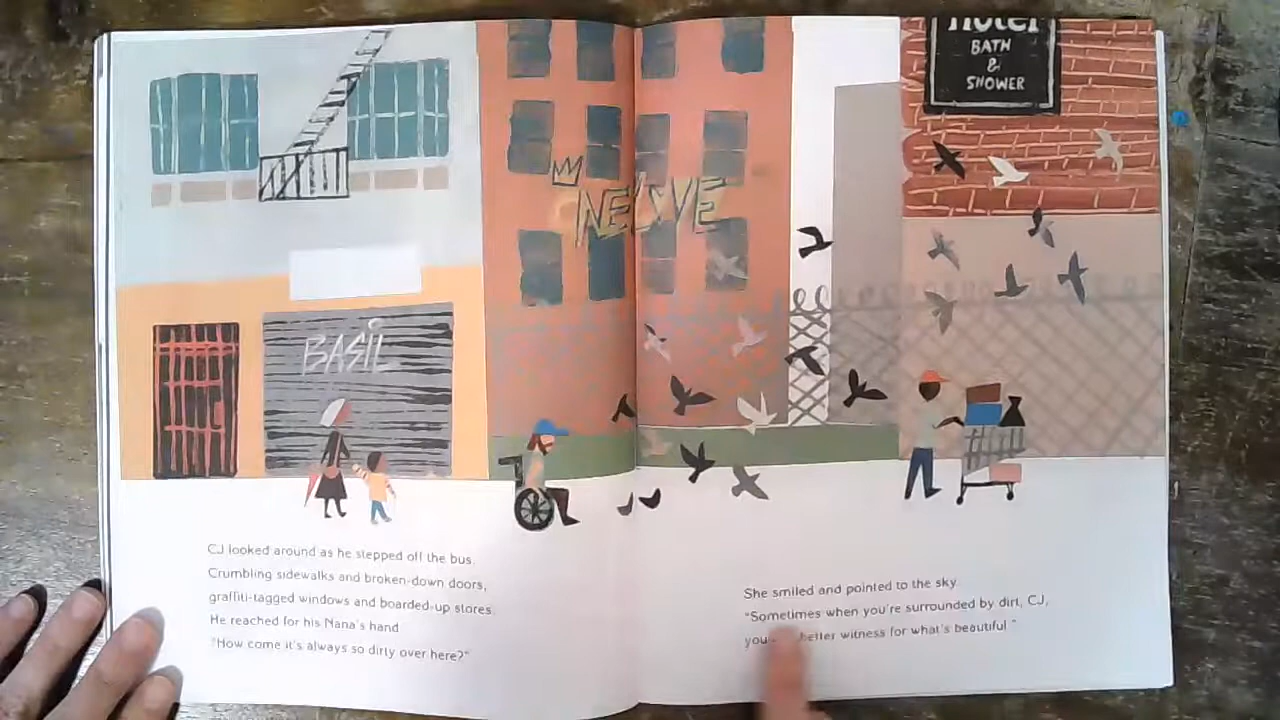 hotel
BATH
&
SHOWER
BASIL
CJ looked around as he stepped off the bus.
Crumbling sidewalks and broken-down doors,
graffiti-tagged windows and boarded-up stores.
He reached for his Nana's hand
"How come it's always so dirty over here?"
She smiled and pointed to the sky
"Sometimes when you're surrounded by dirt, CJ,
better witness for what's beautiful."